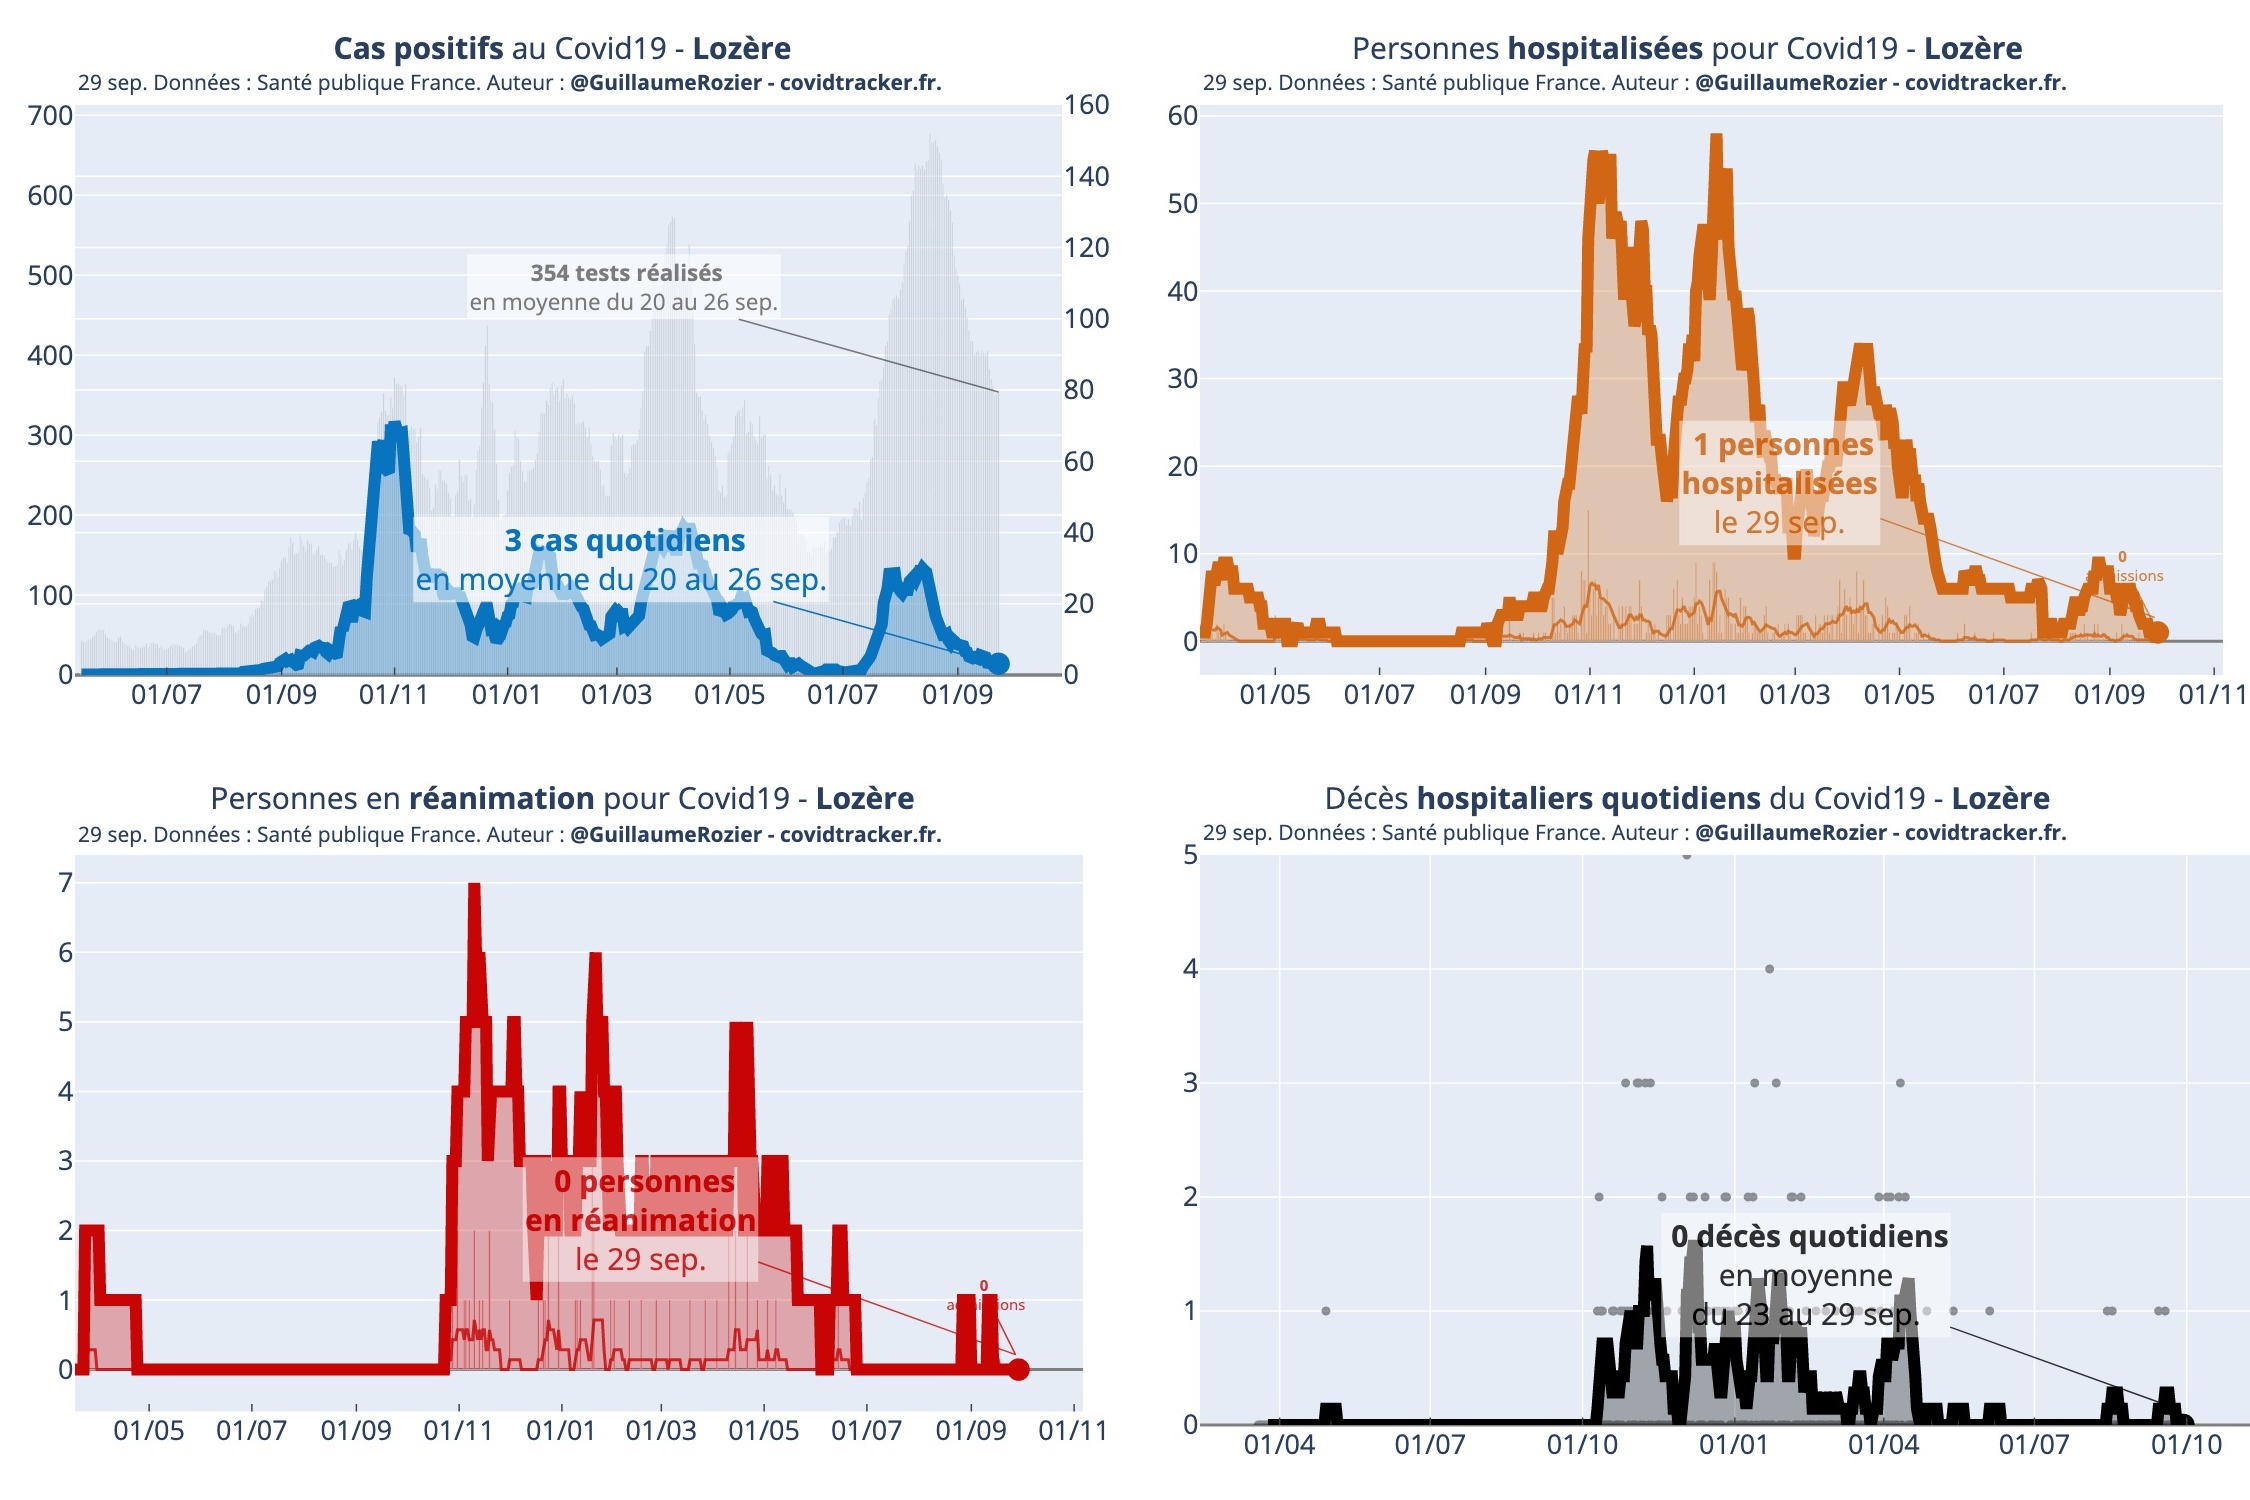 Cas positifs au Covid19 - Lozère
29 sep. Données : Santé publique France. Auteur : @GuillaumeRozier - covidtracker.fr.
700
600
500
400
300
200
100
0
160
140
120
100
80
60
40
20
0
354 tests réalisés
en moyenne du 20 au 26 sep.
3 cas quotidiens
en moyenne du 20 au 26 sep.
01/07 01/09 01/11 01/01 01/03 01/05 01/07 01/09
Personnes hospitalisées pour Covid19 - Lozère
29 sep. Données : Santé publique France. Auteur : @GuillaumeRozier - covidtracker.fr.
60
50
40
30
20
10
0
1 personnes
hospitalisées
le 29 sep.
0
admissions
01/05 01/07 01/09 01/11 01/01 01/03 01/05 01/07 01/09 01/11
Personnes en réanimation pour Covid19 - Lozère
29 sep. Données : Santé publique France. Auteur : @GuillaumeRozier - covidtracker.fr.
7
6
5
4
3
2
1
0
0 personnes
en réanimation
le 29 sep.
0
admissions
01/05 01/07 01/09 01/11 01/01 01/03 01/05 01/07 01/09 01/11
Décès hospitaliers quotidiens du Covid19 - Lozère
29 sep. Données : Santé publique France. Auteur : @GuillaumeRozier - covidtracker.fr.
5
4
3
2
1
0
0 décès quotidiens
en moyenne
du 23 au 29 sep.
01/04 01/07 01/10 01/01 01/04 01/07 01/10